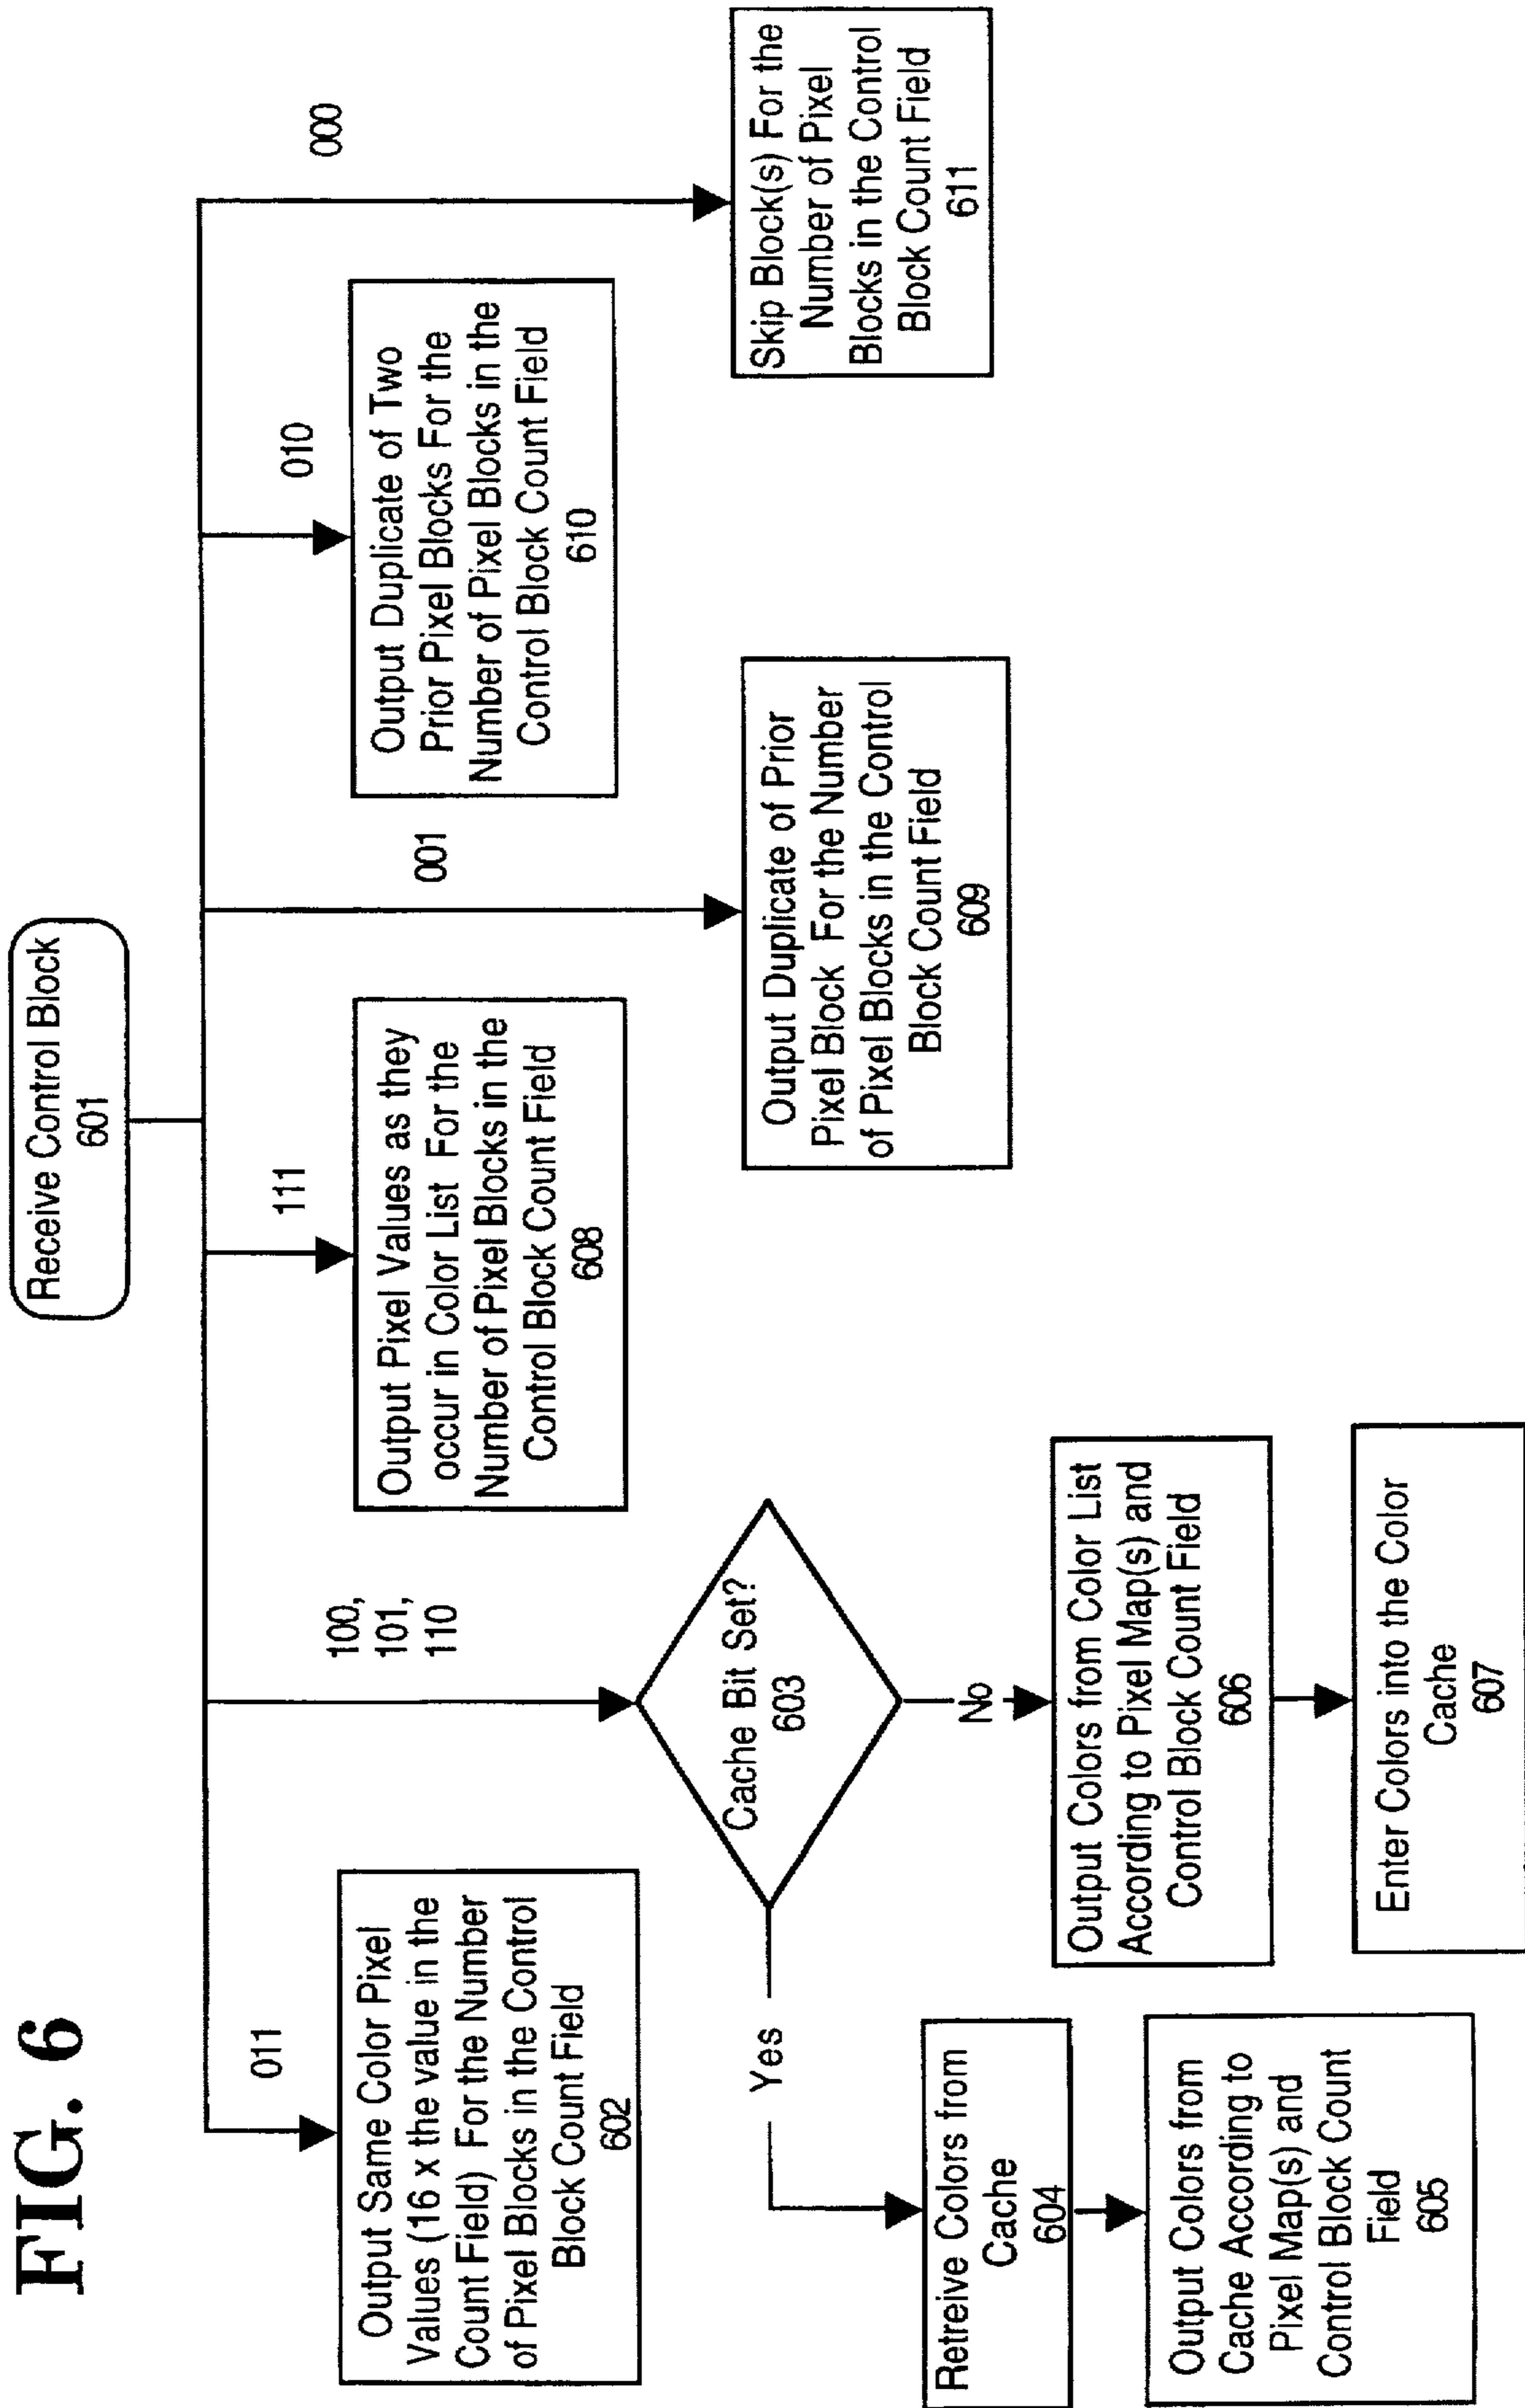 FIG. 6
Receive Control Block
601
011
100,
101,
110
111
001
010
000
Output Same Color Pixel
Values (16 x the value in the
Count Field) For the Number
of Pixel Blocks in the Control
Block Count Field
602
Cache Bit Set?
603
Yes
No
Retreive Colors from
Cache
604
Output Colors from
Cache According to
Pixel Map(s) and
Control Block Count
Field
605
Output Colors from Color List
According to Pixel Map(s) and
Control Block Count Field
606
Enter Colors into the Color
Cache
607
Output Pixel Values as they
occur in Color List For the
Number of Pixel Blocks in the
Control Block Count Field
608
Output Duplicate of Prior
Pixel Block For the Number
of Pixel Blocks in the Control
Block Count Field
609
Output Duplicate of Two
Prior Pixel Blocks For the
Number of Pixel Blocks in the
Control Block Count Field
610
Skip Block(s) For the
Number of Pixel
Blocks in the Control
Block Count Field
611